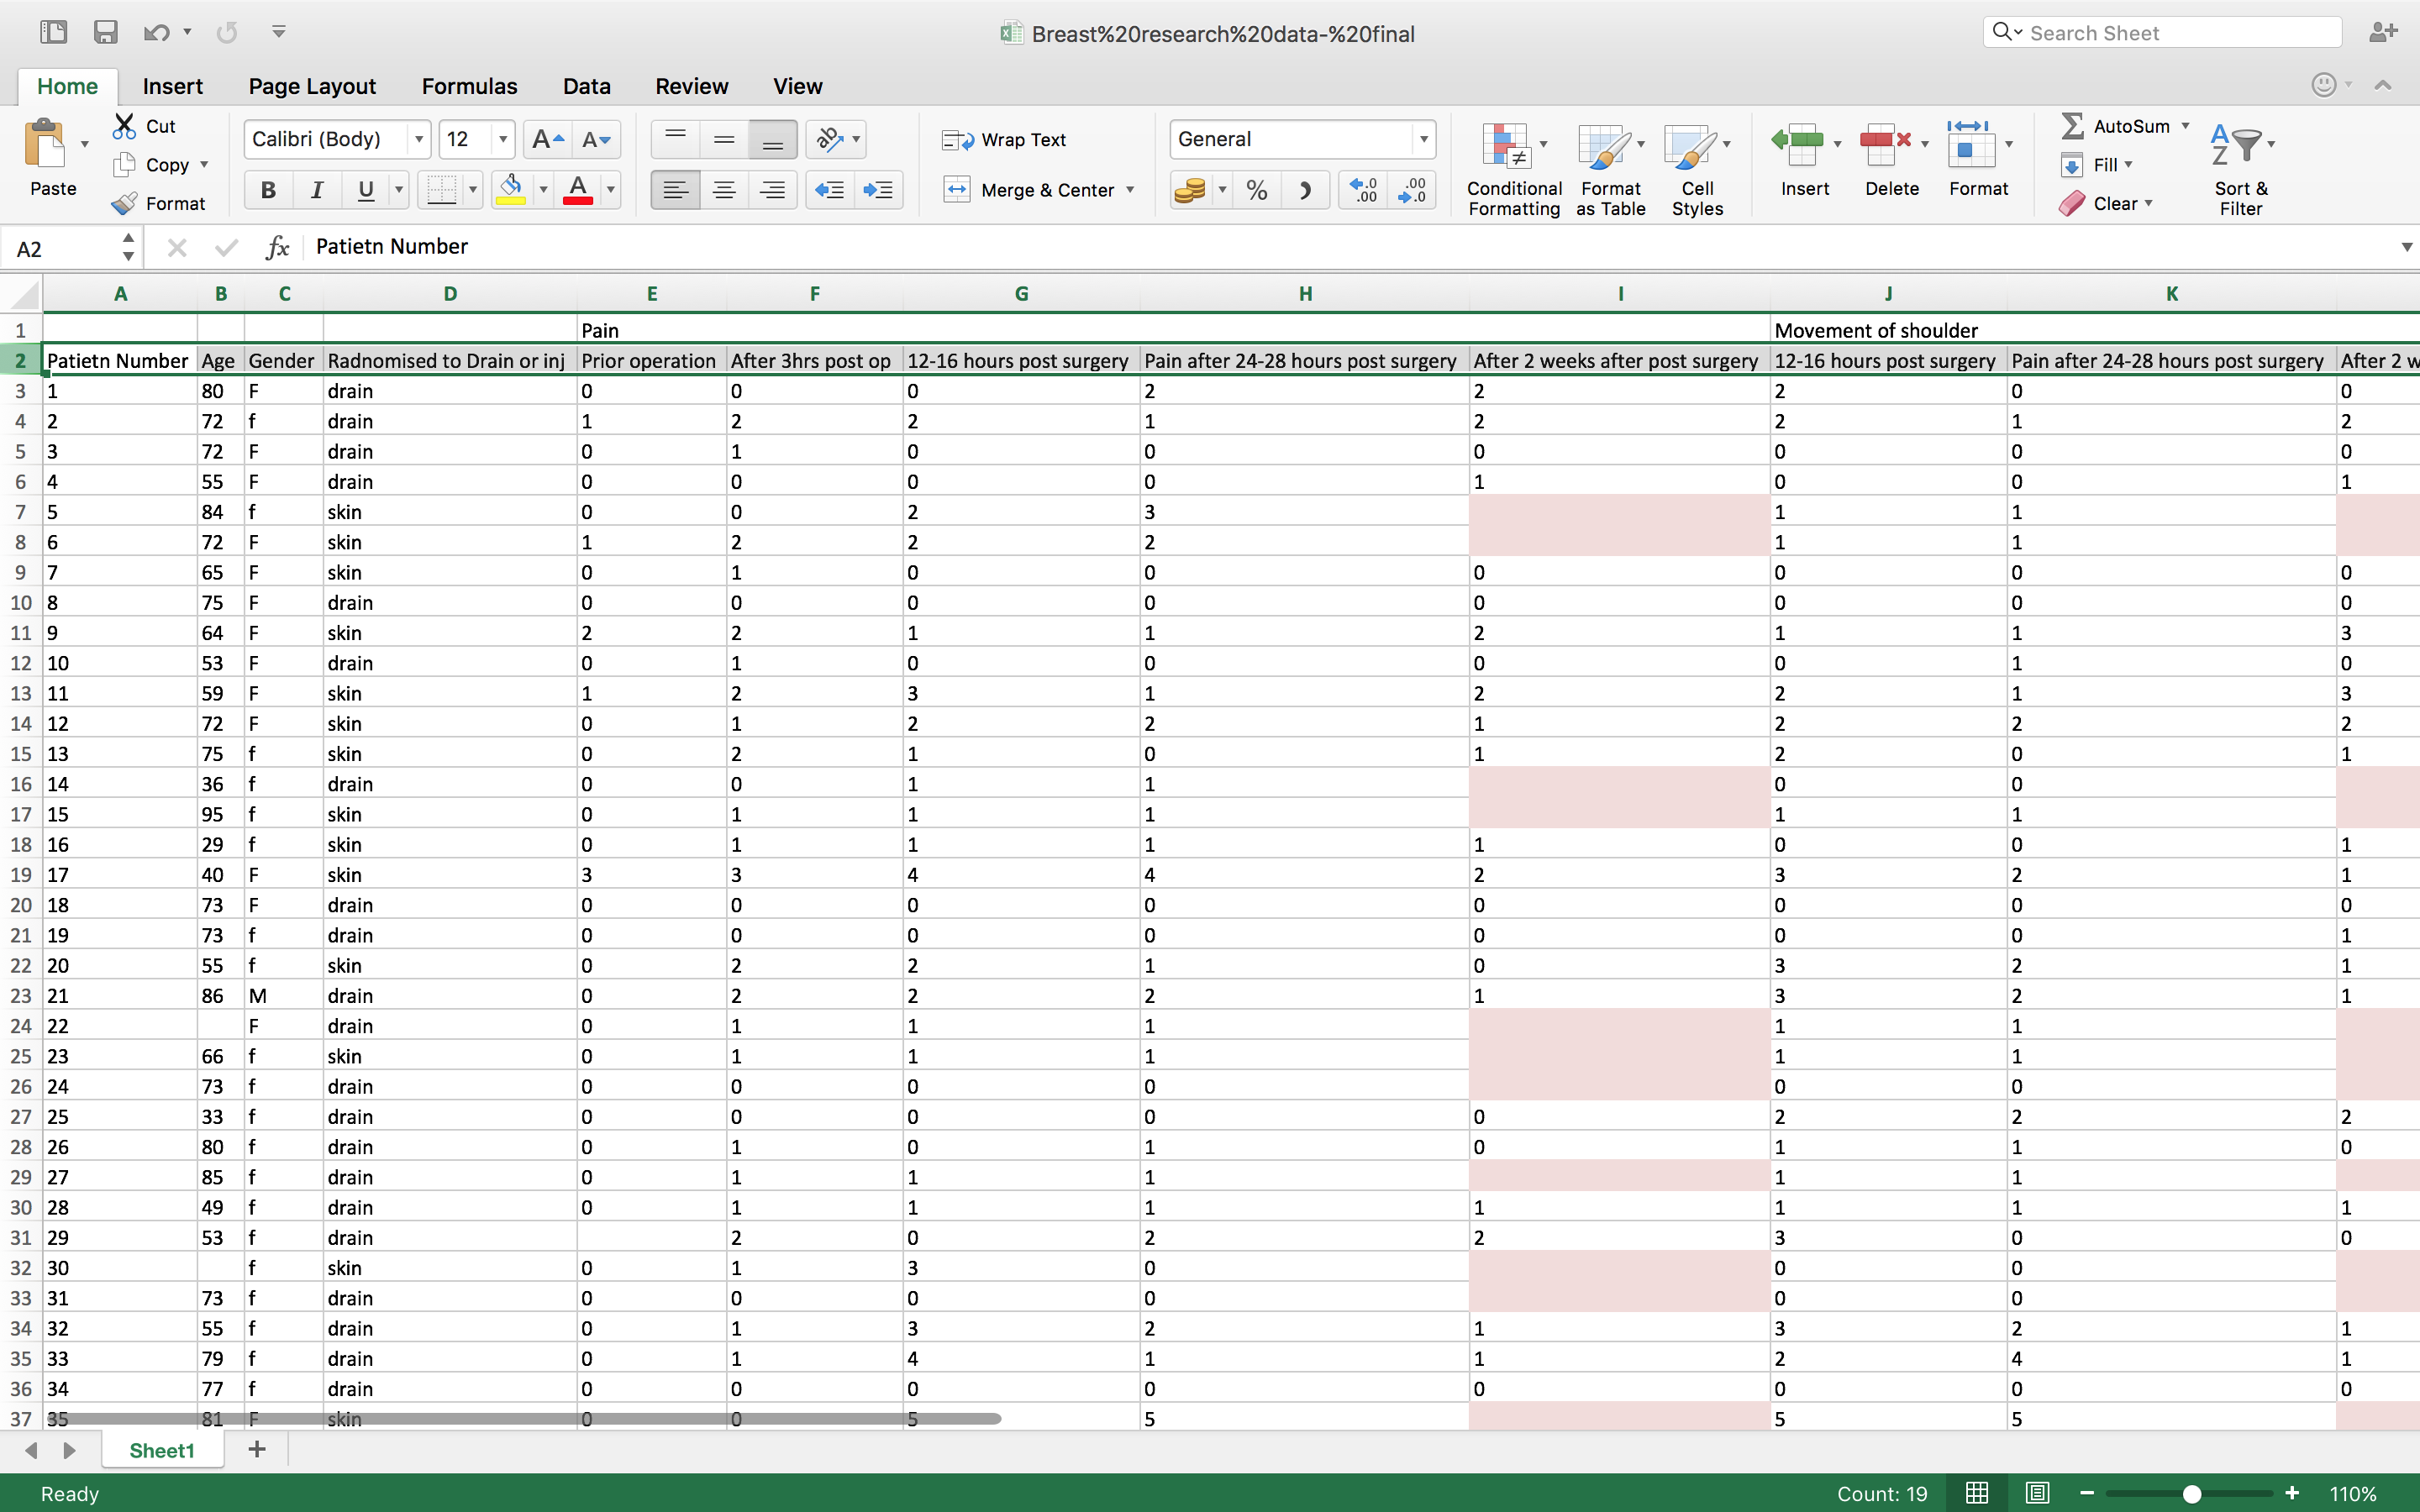 Breast%20research%20data-%20final
Search Sheet
Home Insert Page Layout Formulas Data Review View
Paste
Cut
Copy
Format
Calibri (Body) 12
B I U
Wrap Text
Merge & Center
General
Conditional Formatting
Format as Table
Cell Styles
Insert
Delete
Format
AutoSum
Fill
Clear
Sort & Filter
A2 fx Patietn Number
A B C D E F G H I J K
1 Pain Movement of shoulder
2 Patietn Number Age Gender Radnomised to Drain or inj Prior operation After 3hrs post op 12-16 hours post surgery Pain after 24-28 hours post surgery After 2 weeks after post surgery 12-16 hours post surgery Pain after 24-28 hours post surgery After 2 w
3 1 80 F drain 0 0 0 2 2 2 0 0
4 2 72 f drain 1 2 2 1 2 2 1 2
5 3 72 F drain 0 1 0 0 0 0 0 0
6 4 55 F drain 0 0 0 0 1 0 0 1
7 5 84 f skin 0 0 2 3 1 1
8 6 72 F skin 1 2 2 2 1 1
9 7 65 F skin 0 1 0 0 0 0 0 0
10 8 75 F drain 0 0 0 0 0 0 0 0
11 9 64 F skin 2 2 1 1 2 1 1 3
12 10 53 F drain 0 1 0 0 0 0 1 0
13 11 59 F skin 1 2 3 1 2 2 1 3
14 12 72 F skin 0 1 2 2 1 2 2 2
15 13 75 f skin 0 2 1 0 1 2 0 1
16 14 36 f drain 0 0 1 1 0 0
17 15 95 f skin 0 1 1 1 1 1
18 16 29 f skin 0 1 1 1 1 0 0 1
19 17 40 F skin 3 3 4 4 2 3 2 1
20 18 73 F drain 0 0 0 0 0 0 0 0
21 19 73 f drain 0 0 0 0 0 0 0 1
22 20 55 f skin 0 2 2 1 0 3 2 1
23 21 86 M drain 0 2 2 2 1 3 2 1
24 22 F drain 0 1 1 1 1 1
25 23 66 f skin 0 1 1 1 1 1
26 24 73 f drain 0 0 0 0 0 0
27 25 33 f drain 0 0 0 0 0 2 2 2
28 26 80 f drain 0 1 0 1 0 1 1 0
29 27 85 f drain 0 1 1 1 1 1
30 28 49 f drain 0 1 1 1 1 1 1 1
31 29 53 f drain 2 0 2 2 3 0 0
32 30 f skin 0 1 3 0 0 0
33 31 73 f drain 0 0 0 0 0 0
34 32 55 f drain 0 1 3 2 1 3 2 1
35 33 79 f drain 0 1 4 1 1 2 4 1
36 34 77 f drain 0 0 0 0 0 0 0 0
37 35 81 F skin 0 0 5 5 5 5
Sheet1
Ready Count: 19 110%